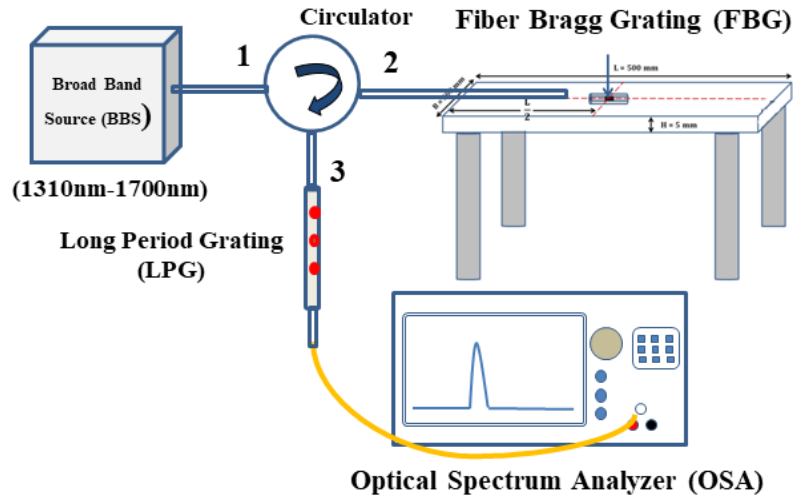 Circulator
Fiber Bragg Grating (FBG)
1
2
L = 500 mm
Broad Band
Source (BBS)
L
2
H = 5 mm
(1310nm-1700nm)
3
Long Period Grating
(LPG)
Optical Spectrum Analyzer (OSA)